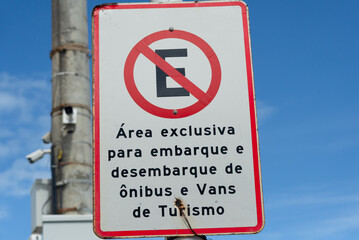 E
Área exclusiva
para embarque e
desembarque de
ônibus e Vans
de Turismo